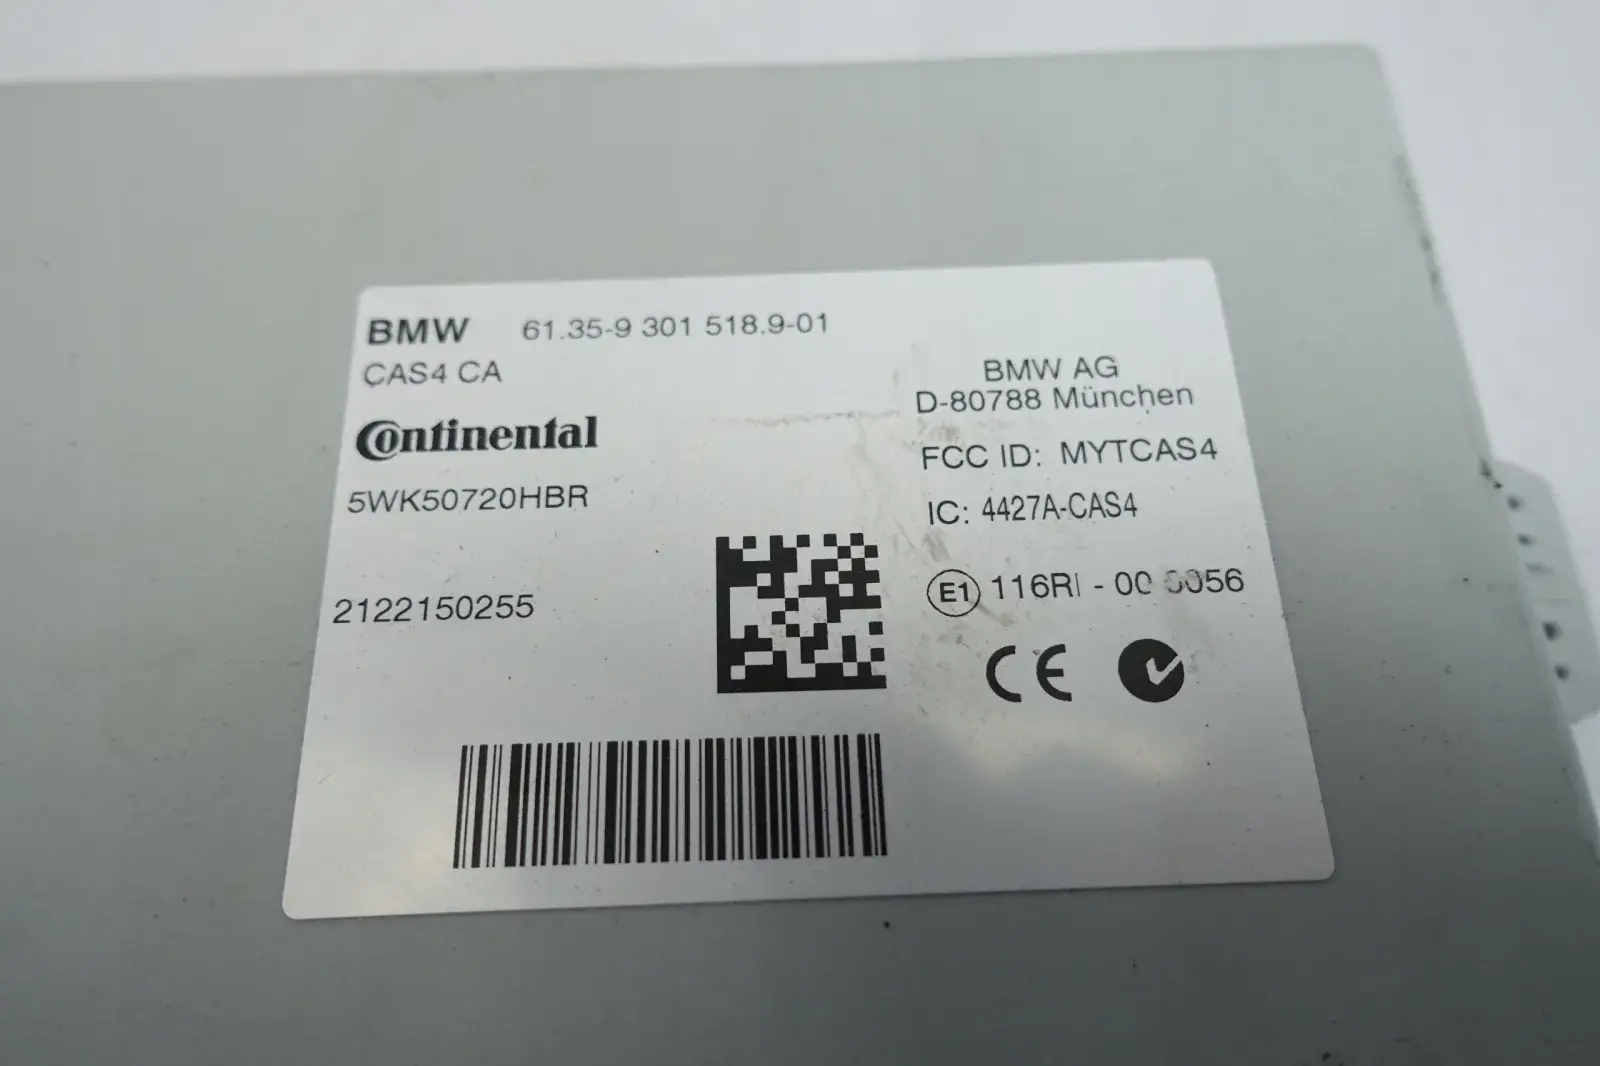 BMW 61.35-9 301 518.9-01
CAS4 CA
Continental
5WK50720HBR
2122150255
BMW AG
D-80788 München
FCC ID: MYTCAS4
IC: 4427A-CAS4
E1 116RI - 00
CE